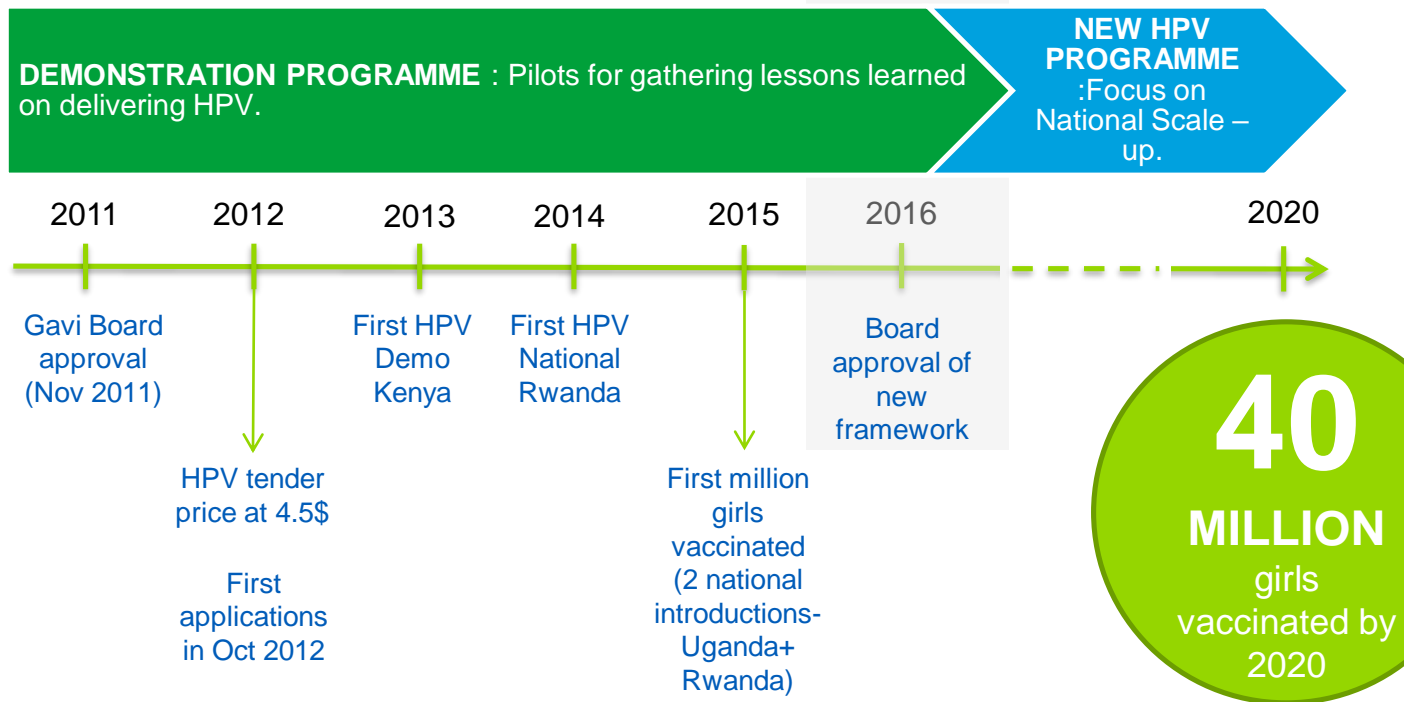 DEMONSTRATION PROGRAMME : Pilots for gathering lessons learned
on delivering HPV.
NEW HPV
PROGRAMME
:Focus on
National Scale –
up.
2011
2012
2013
2014
2015
2016
2020
Gavi Board
approval
(Nov 2011)
HPV tender
price at 4.5$
First
applications
in Oct 2012
First HPV
Demo
Kenya
First HPV
National
Rwanda
First million
girls
vaccinated
(2 national
introductions-
Uganda+
Rwanda)
Board
approval of
new
framework
40
MILLION
girls
vaccinated by
2020